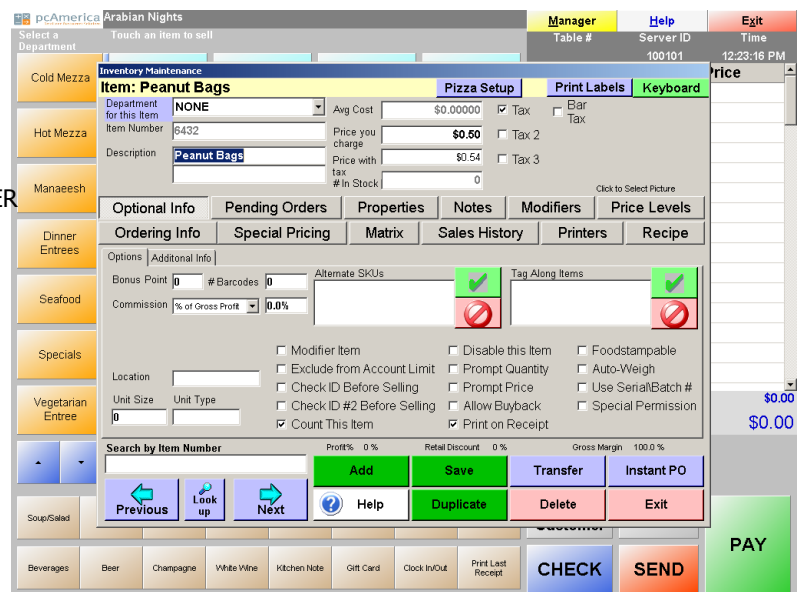 pcAmerica Arabian Nights
Manager
Help
Exit
Select a
Department
Touch an item to sell
Table #
Server ID
Time
100101
12:23:16 PM
Cold Mezza
Hot Mezza
Manaeesh
Dinner
Entrees
Seafood
Specials
Vegetarian
Entree
ER
Price
Inventory Maintenance
Item: Peanut Bags
Pizza Setup
Print Labels
Keyboard
Department
for this Item
NONE
Item Number
6432
Description
Peanut Bags
Avg Cost
$0.00000
Price you
charge
$0.50
Price with
tax
$0.54
# In Stock
0
Tax
Bar
Tax
Tax 2
Tax 3
Click to Select Picture
Optional Info
Pending Orders
Properties
Notes
Modifiers
Price Levels
Ordering Info
Special Pricing
Matrix
Sales History
Printers
Recipe
Options
Additonal Info
Bonus Point
0
# Barcodes
0
Commission
% of Gross Profit
0.0%
Alternate SKUs
Tag Along Items
Location
Unit Size
Unit Type
0
Modifier Item
Exclude from Account Limit
Check ID Before Selling
Check ID #2 Before Selling
Count This Item
Disable this Item
Prompt Quantity
Prompt Price
Allow Buyback
Print on Receipt
Foodstampable
Auto-Weigh
Use Serial\Batch #
Special Permission
Search by Item Number
Profit% 0 %
Retail Discount 0 %
Gross Margin 100.0 %
Add
Save
Transfer
Instant PO
Previous
Look
up
Next
Help
Duplicate
Delete
Exit
$0.00
$0.00
Soup/Salad
Customer
PAY
Beverages
Beer
Champagne
White Wine
Kitchen Note
Gift Card
Clock In/Out
Print Last
Receipt
CHECK
SEND